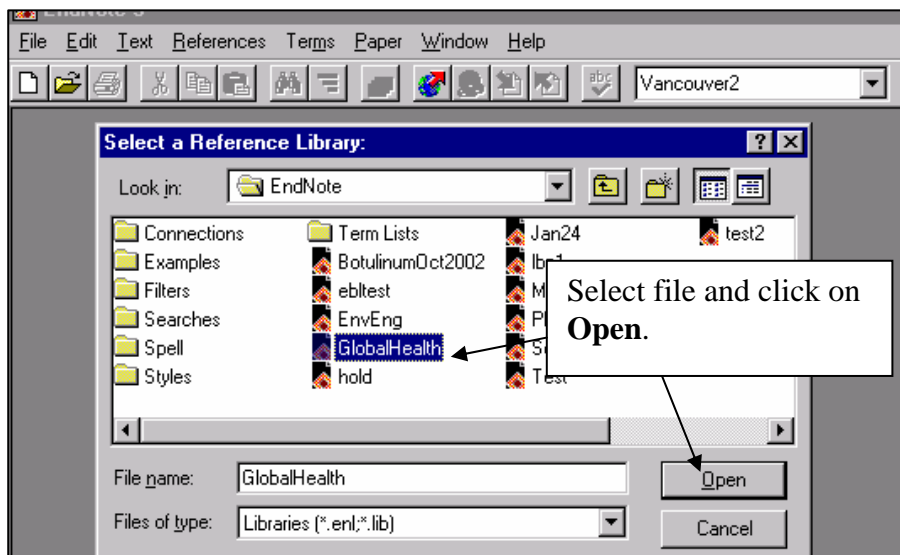 File Edit Text References Terms Paper Window Help
abc Vancouver2
Select a Reference Library:
Look in: EndNote
Connections Term Lists Jan24 test2
Examples BotulinumOct2002
Filters ebltest
Searches EnvEng
Spell GlobalHealth
Styles hold Test
Select file and click on
Open.
File name: GlobalHealth Open
Files of type: Libraries (*.enl;*.lib) Cancel